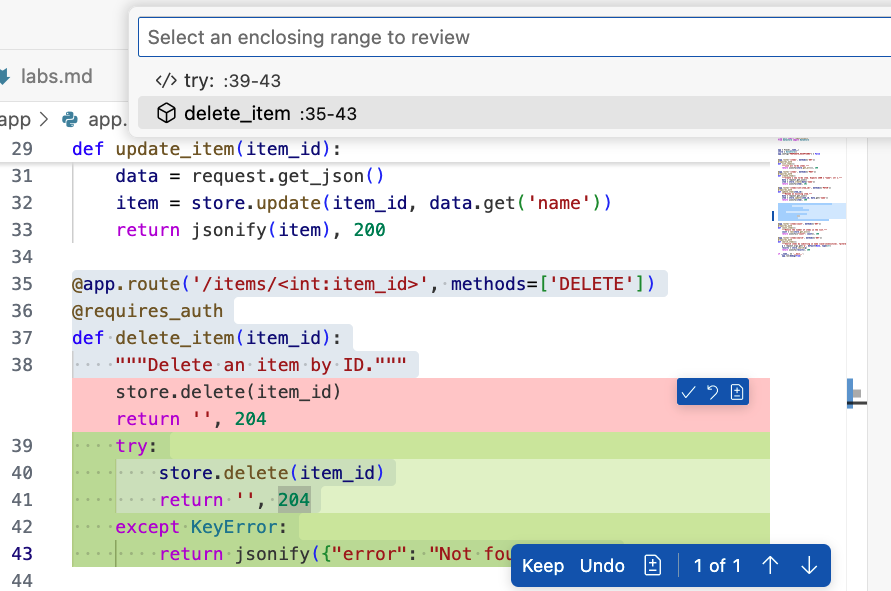 Select an enclosing range to review
</> try: :39-43
delete_item :35-43
labs.md
app > app.
29 def update_item(item_id):
31 data = request.get_json()
32 item = store.update(item_id, data.get('name'))
33 return jsonify(item), 200
34
35 @app.route('/items/<int:item_id>', methods=['DELETE'])
36 @requires_auth
37 def delete_item(item_id):
38 """Delete an item by ID."""
store.delete(item_id)
return '', 204
39 try:
40 store.delete(item_id)
41 return '', 204
42 except KeyError:
43 return jsonify({"error": "Not
Keep Undo 1 of 1
44